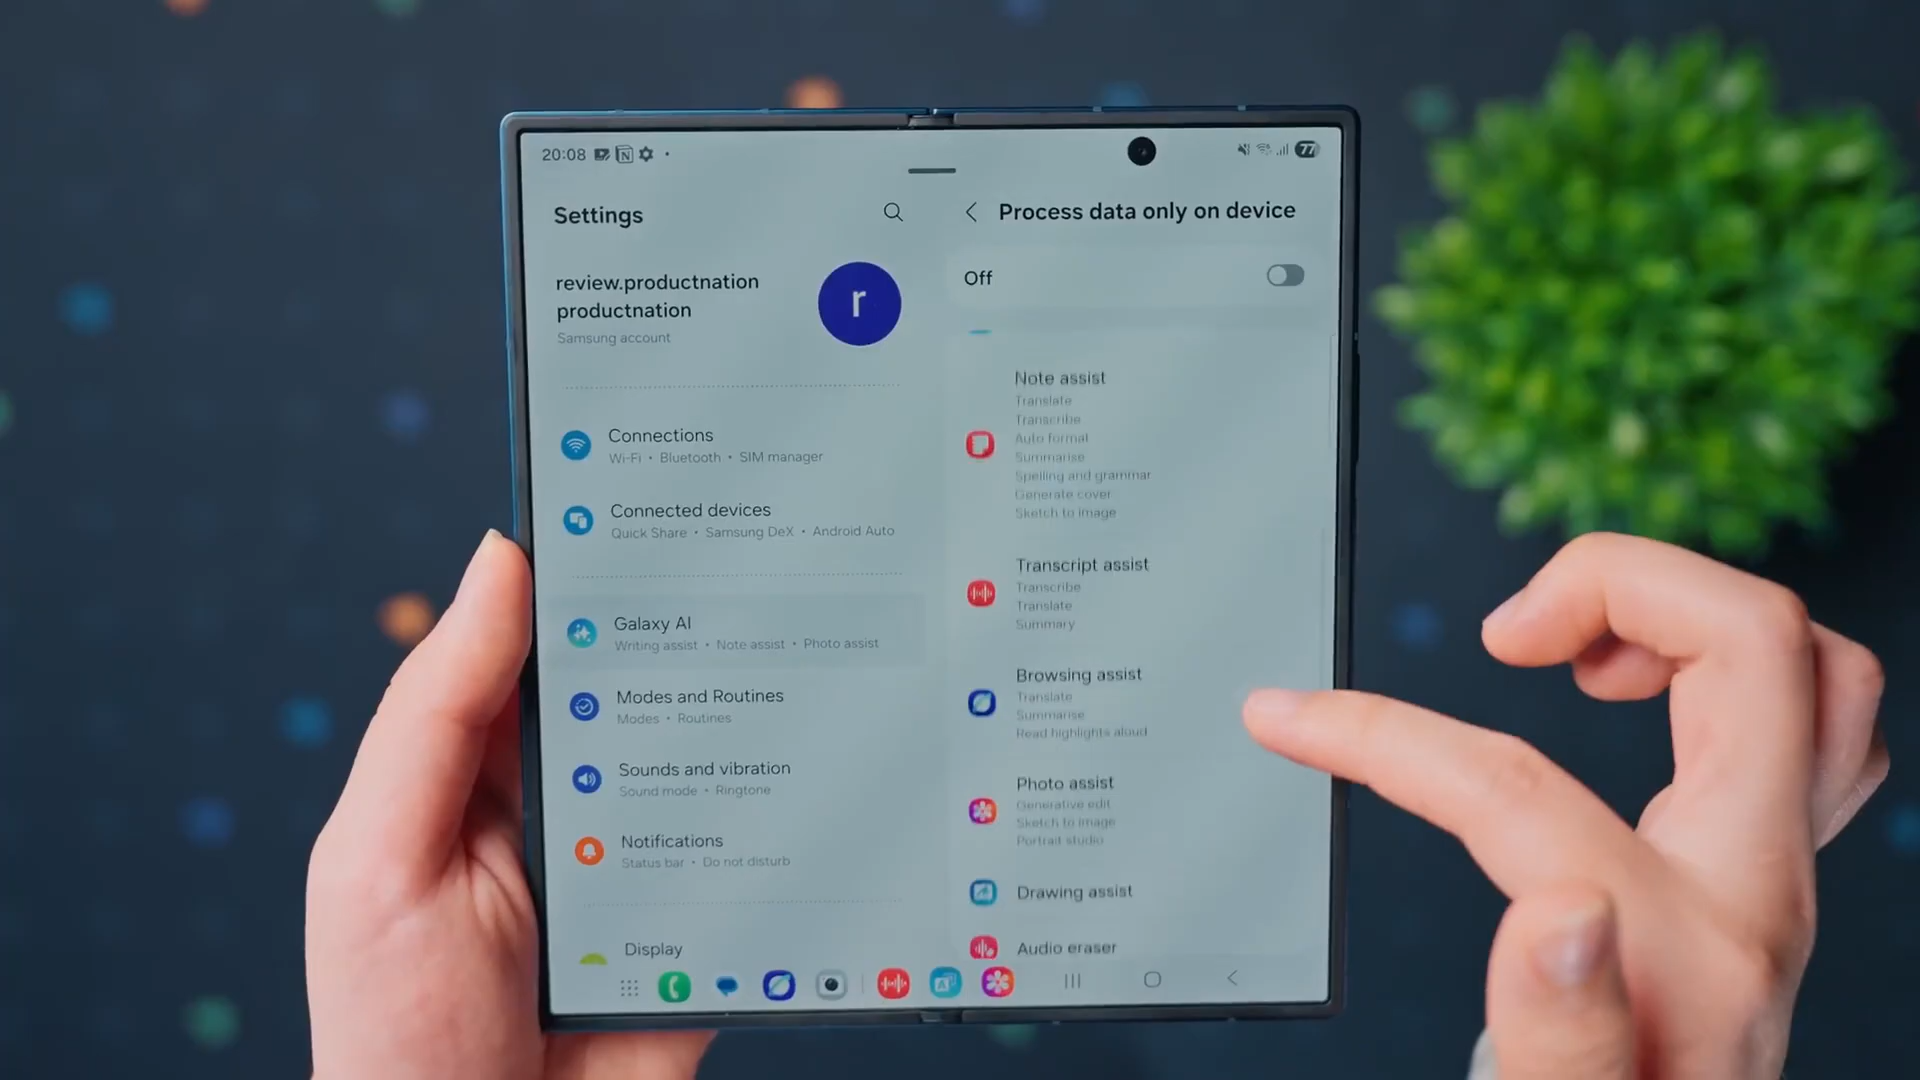 20:08
77
Settings
review.productnation
productnation
Samsung account
r
Connections
Wi-Fi • Bluetooth • SIM manager
Connected devices
Quick Share • Samsung DeX • Android Auto
Galaxy AI
Writing assist • Note assist • Photo assist
Modes and Routines
Modes • Routines
Sounds and vibration
Sound mode • Ringtone
Notifications
Status bar • Do not disturb
Display
Process data only on device
Off
Note assist
Translate
Transcribe
Auto format
Summarise
Spelling and grammar
Generate cover
Sketch to image
Transcript assist
Transcribe
Translate
Summary
Browsing assist
Translate
Summarise
Read highlights aloud
Photo assist
Generative edit
Sketch to image
Portrait studio
Drawing assist
Audio eraser